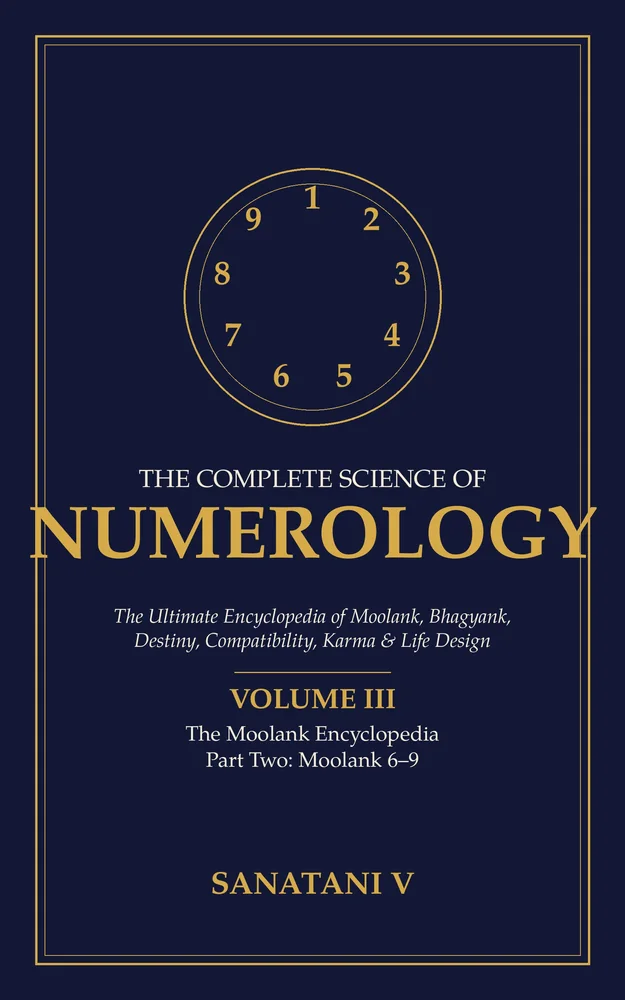 1
2
3
4
5
6
7
8
9
THE COMPLETE SCIENCE OF
NUMEROLOGY
The Ultimate Encyclopedia of Moolank, Bhagyank,
Destiny, Compatibility, Karma & Life Design
VOLUME III
The Moolank Encyclopedia
Part Two: Moolank 6–9
SANATANI V